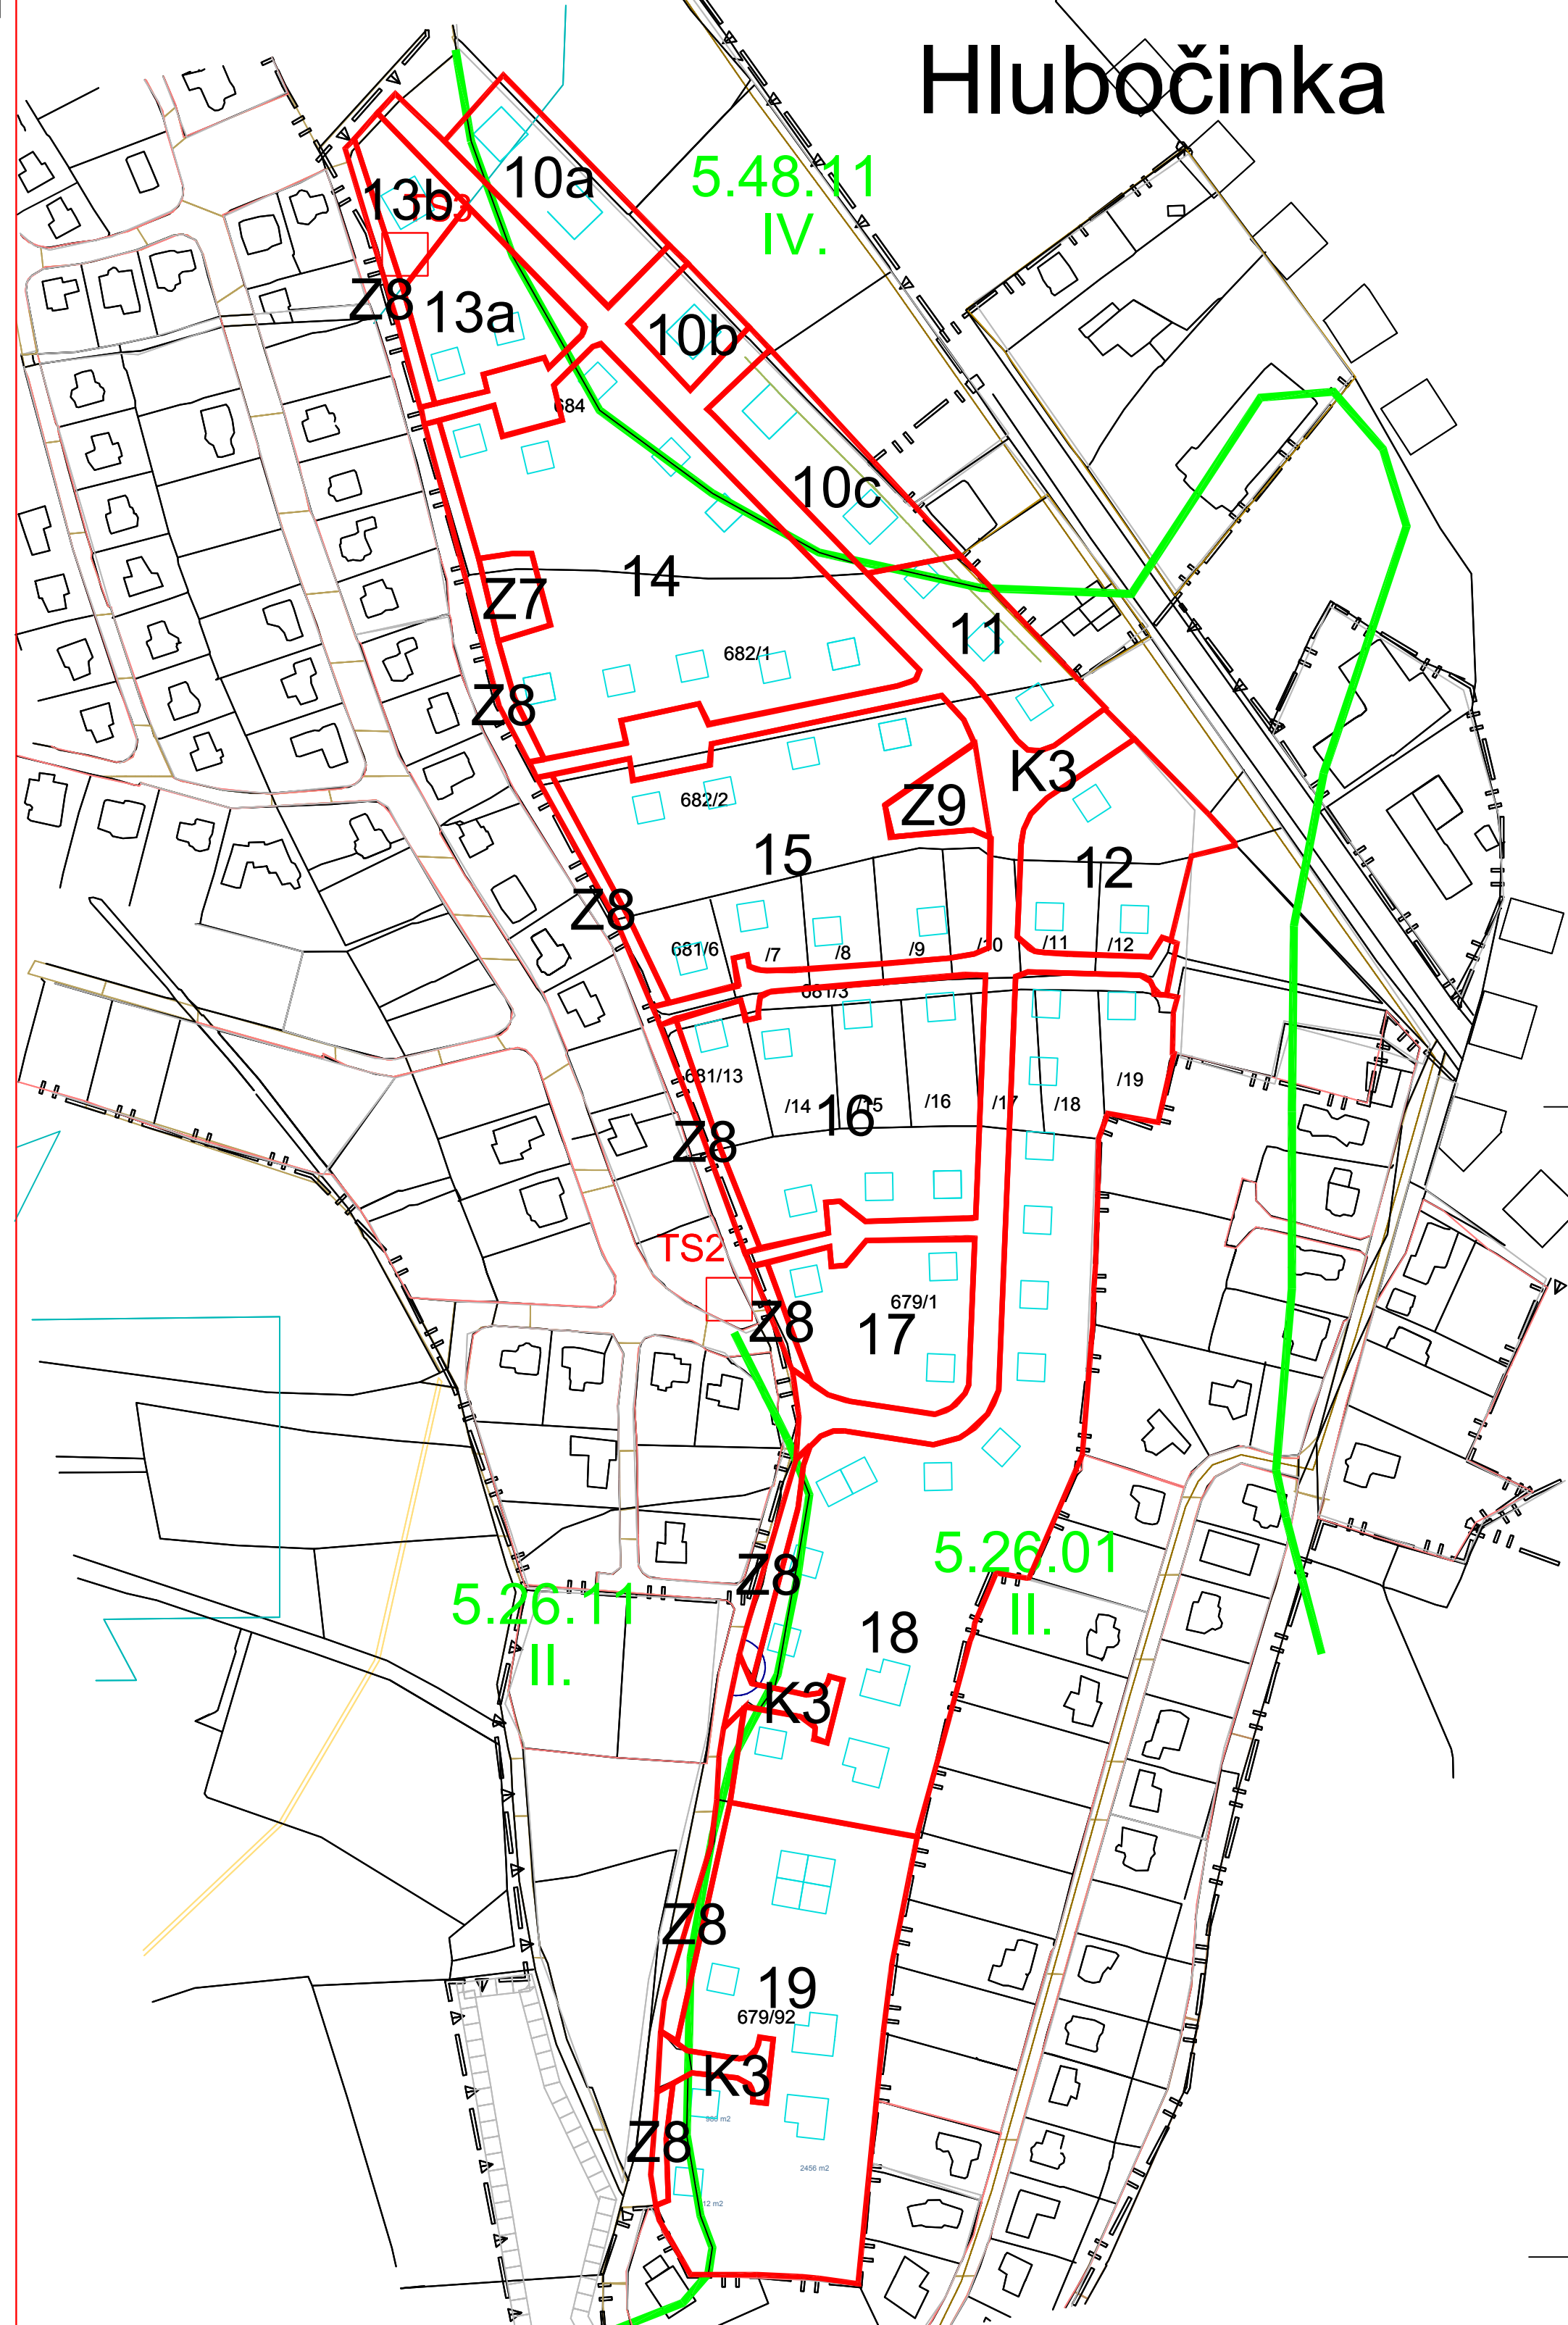 Hlubočinka
5.48.11
IV.
10a
13b
TS3
Z8
13a
10b
684
10c
14
Z7
682/1
11
Z8
K3
682/2
Z9
15
12
Z8
681/6
/7
/8
/9
/10
/11
/12
681/3
681/13
/14
/15
/16
/17
/18
/19
16
Z8
TS2
679/1
Z8
17
5.26.01
II.
Z8
5.26.11
II.
18
K3
Z8
19
679/92
K3
Z8
2456 m2